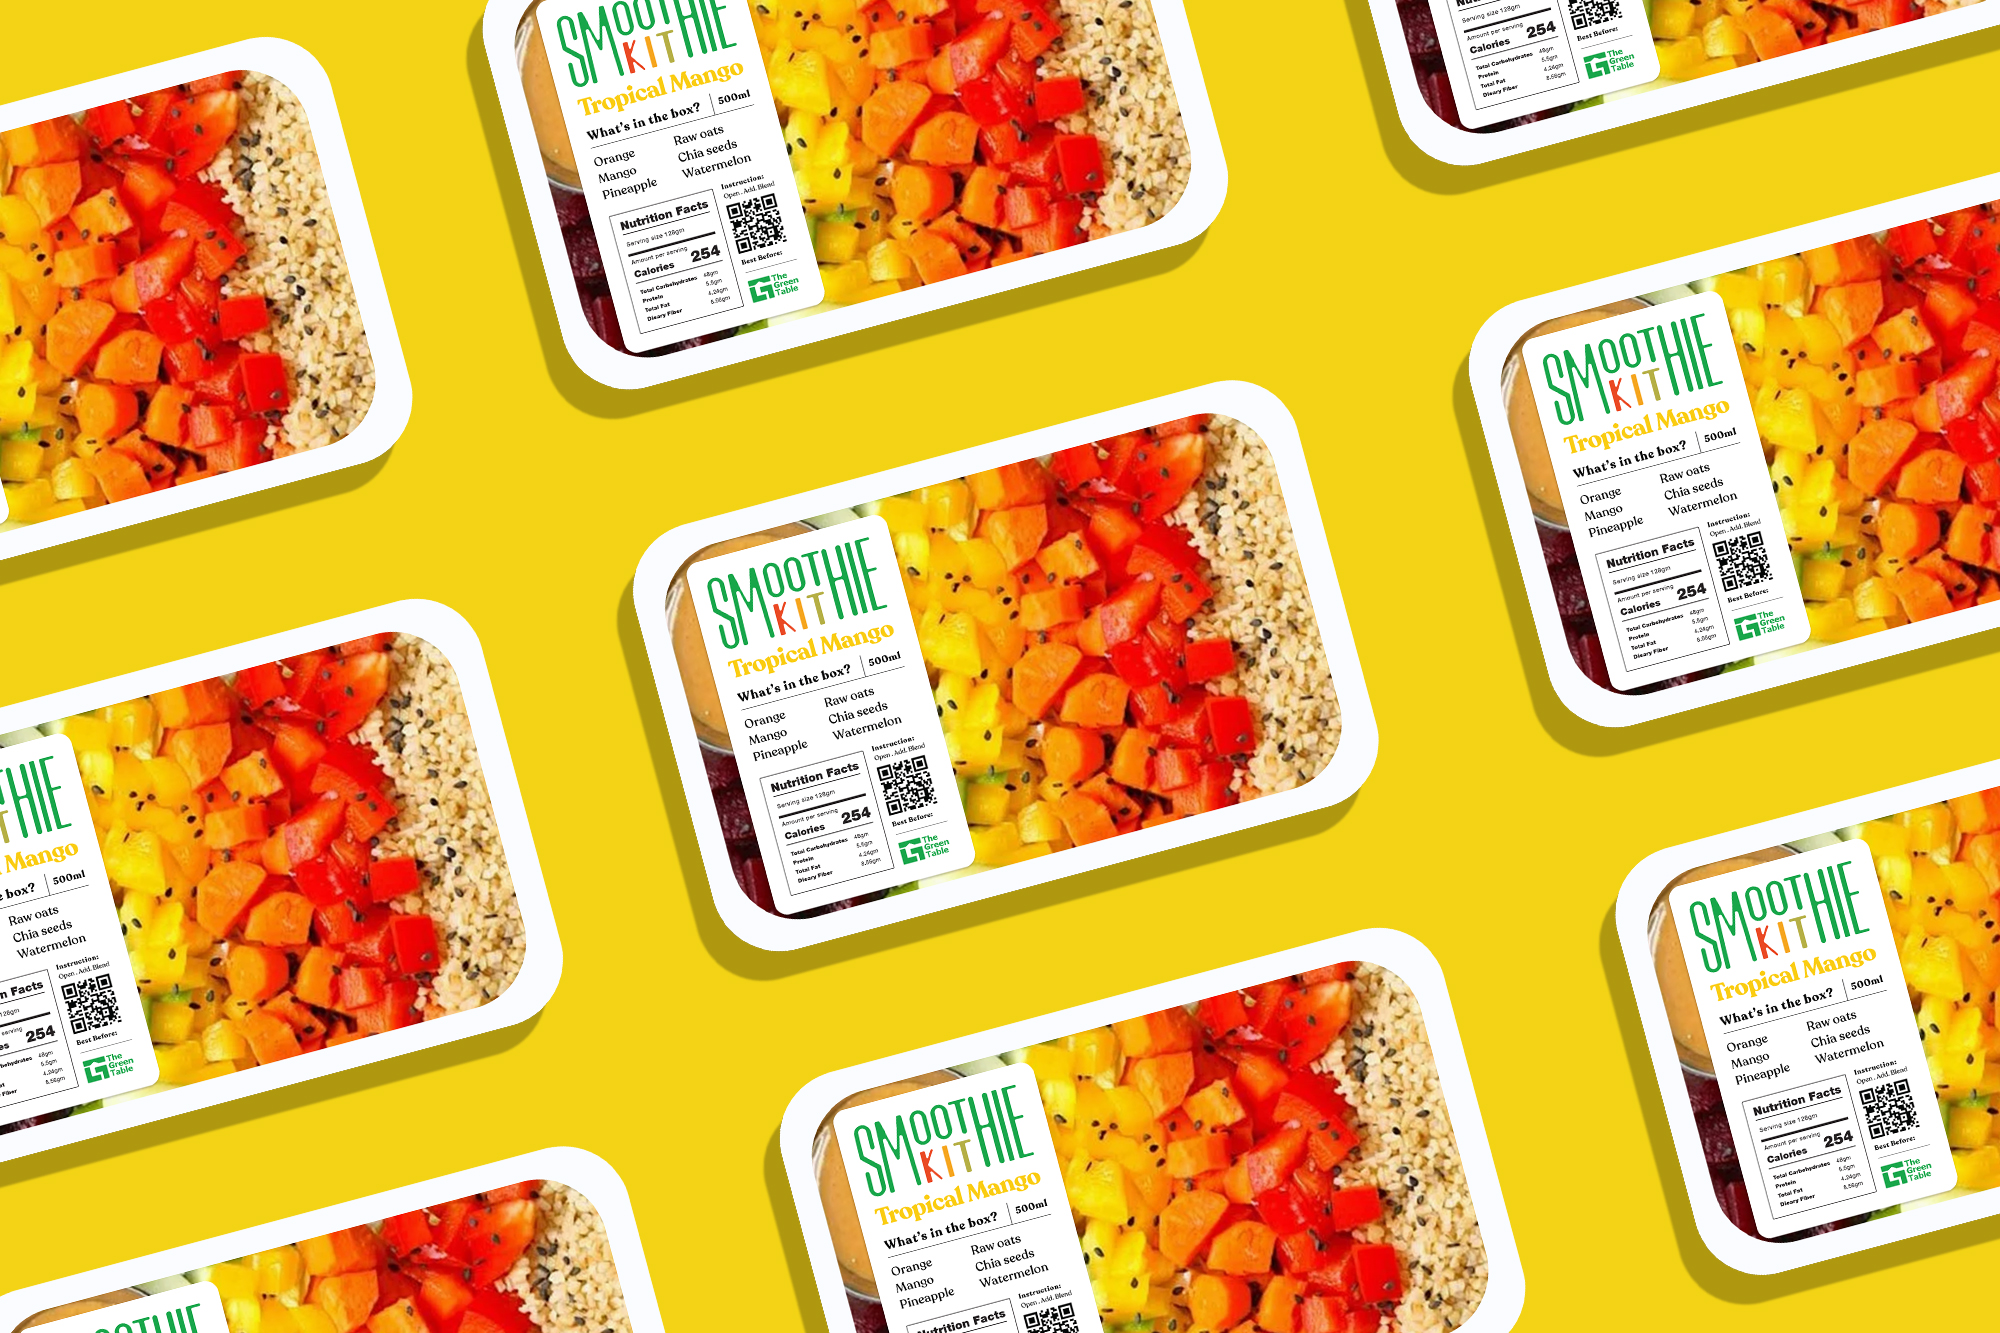 SMOOTHIE
KIT
Tropical Mango
What's in the box? 500ml
Orange
Mango
Pineapple
Raw oats
Chia seeds
Watermelon
Nutrition Facts
Serving size 128gm
Amount per serving
Calories 254
Total Carbohydrates 48gm
Protein 5.5gm
Total Fat 4.24gm
Dieary Fiber 8.56gm
Instruction:
Open . Add. Blend
Best Before:
The
Green
Table